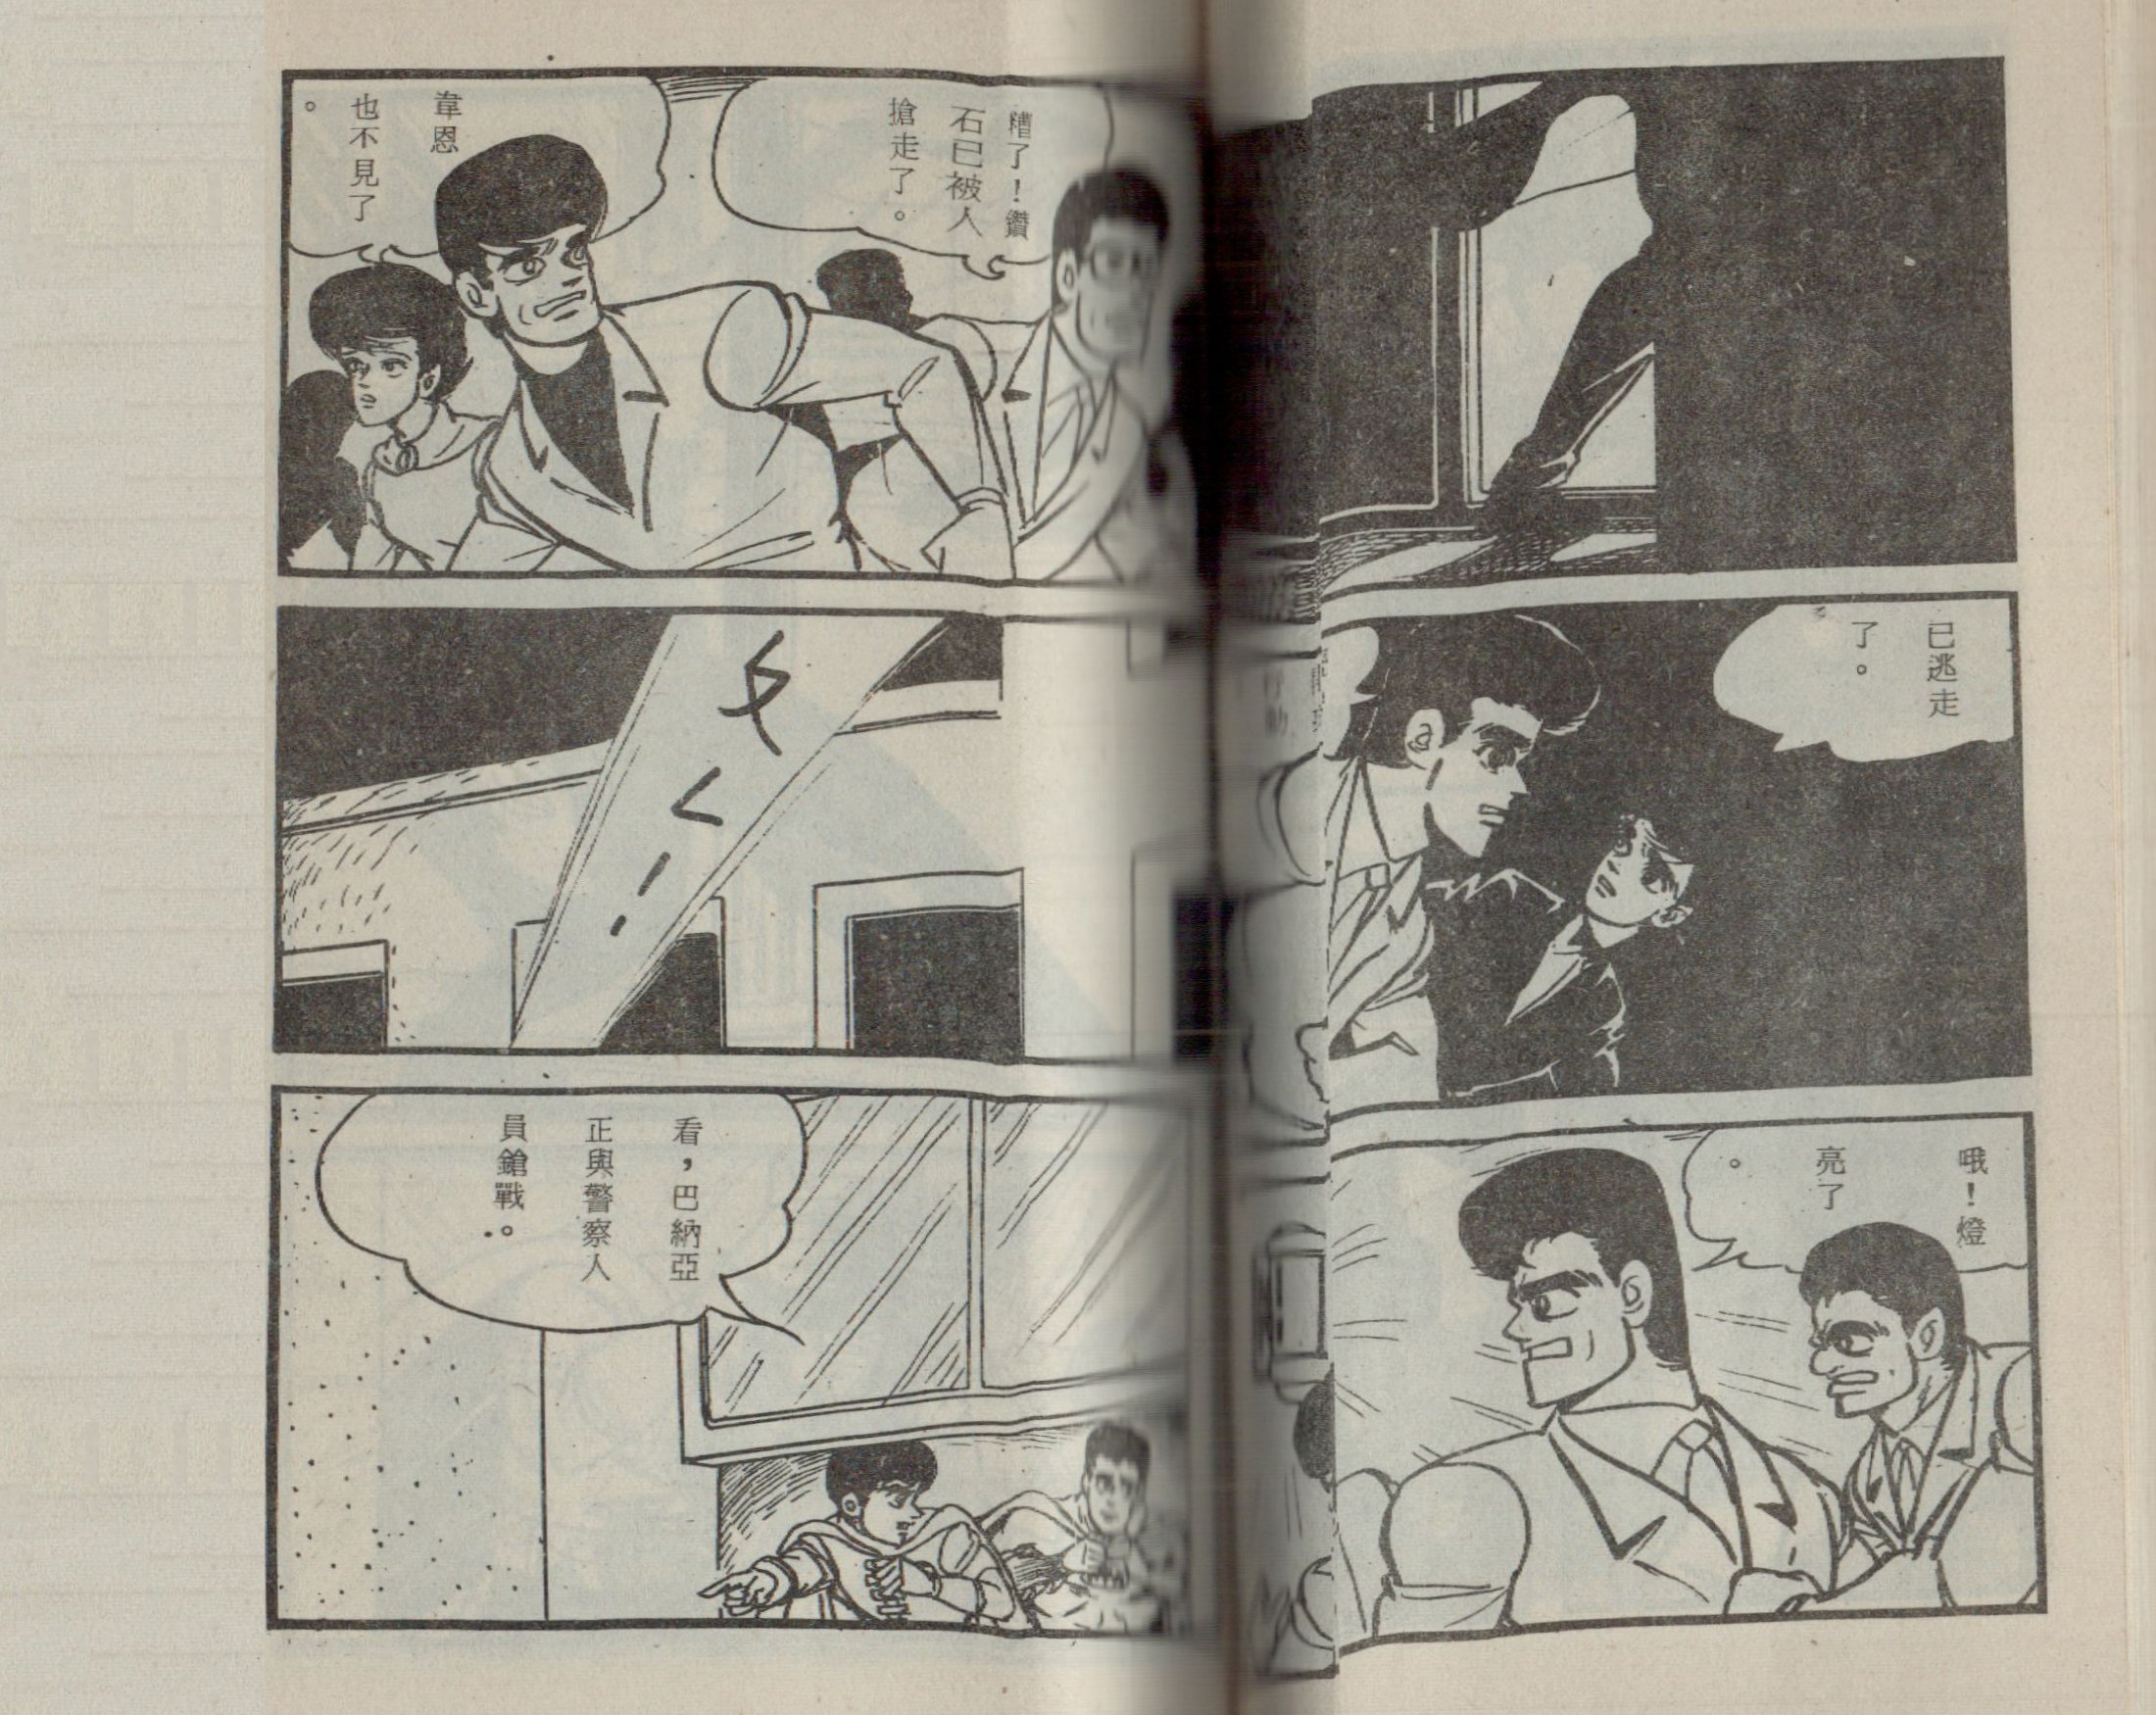 已逃走
了。
哦！燈
亮了
。
糟了！鑽
石已被人
搶走了。
韋恩
也不見了
。
看，巴納亞
正與警察人
員鎗戰。